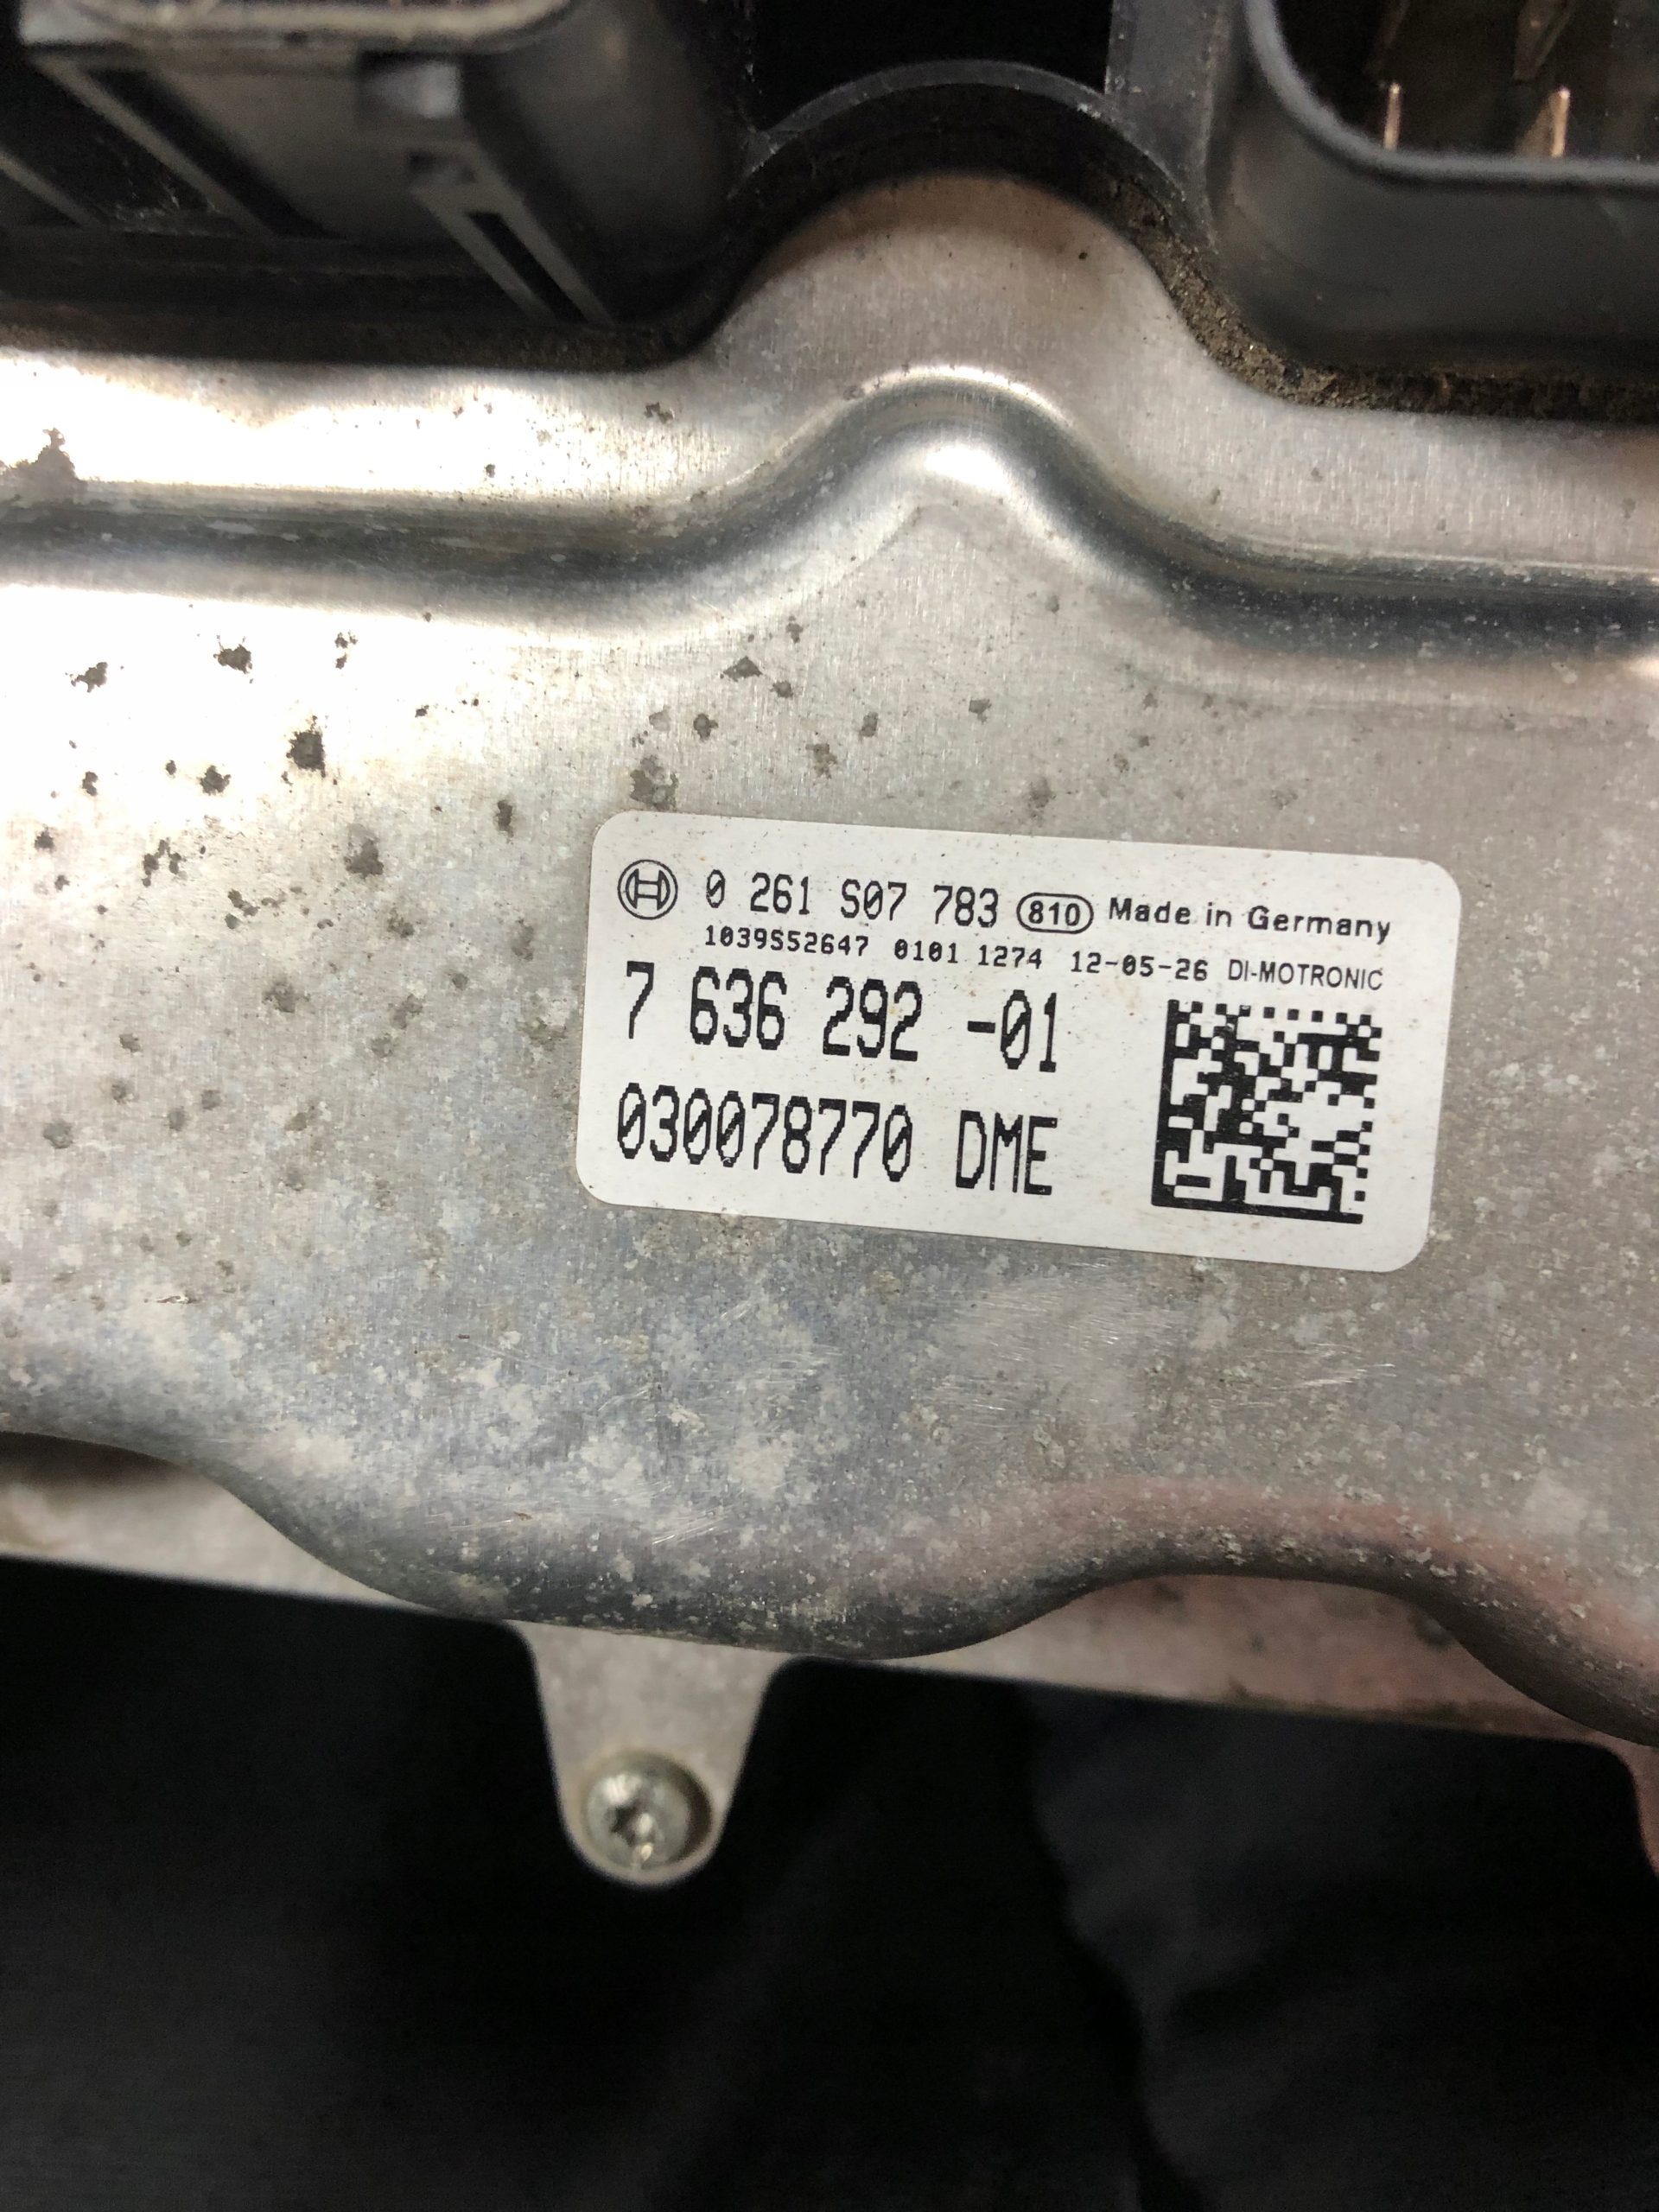 0 261 S07 783 810 Made in Germany
1039S52647 0101 1274 12-05-26 DI-MOTRONIC
7 636 292 -01
030078770 DME